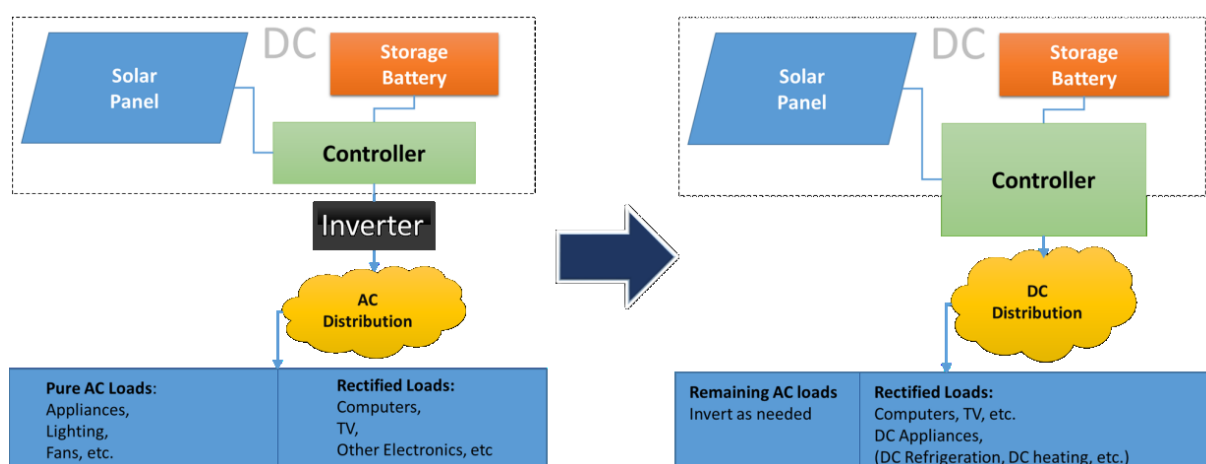 DC
Solar
Panel
Storage
Battery
Controller
Inverter
AC
Distribution
Pure AC Loads:
Appliances,
Lighting,
Fans, etc.
Rectified Loads:
Computers,
TV,
Other Electronics, etc
DC
Solar
Panel
Storage
Battery
Controller
DC
Distribution
Remaining AC loads
Invert as needed
Rectified Loads:
Computers, TV, etc.
DC Appliances,
(DC Refrigeration, DC heating, etc.)